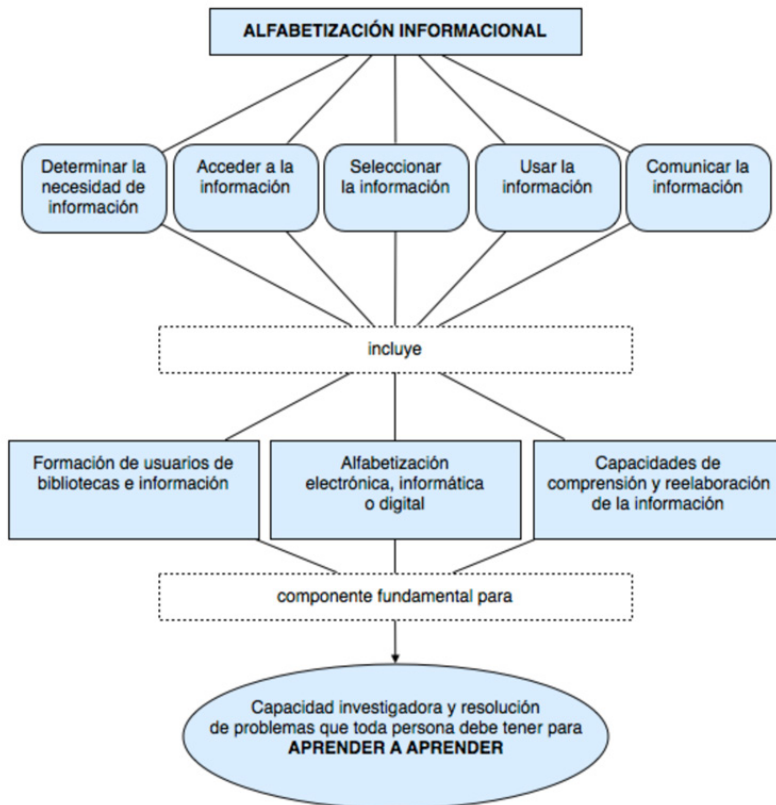 ALFABETIZACIÓN INFORMACIONAL
Determinar la
necesidad de
información
Acceder a la
información
Seleccionar
la información
Usar la
información
Comunicar la
información
incluye
Formación de usuarios de
bibliotecas e información
Alfabetización
electrónica, informática
o digital
Capacidades de
comprensión y reelaboración
de la información
componente fundamental para
Capacidad investigadora y resolución
de problemas que toda persona debe tener para
APRENDER A APRENDER